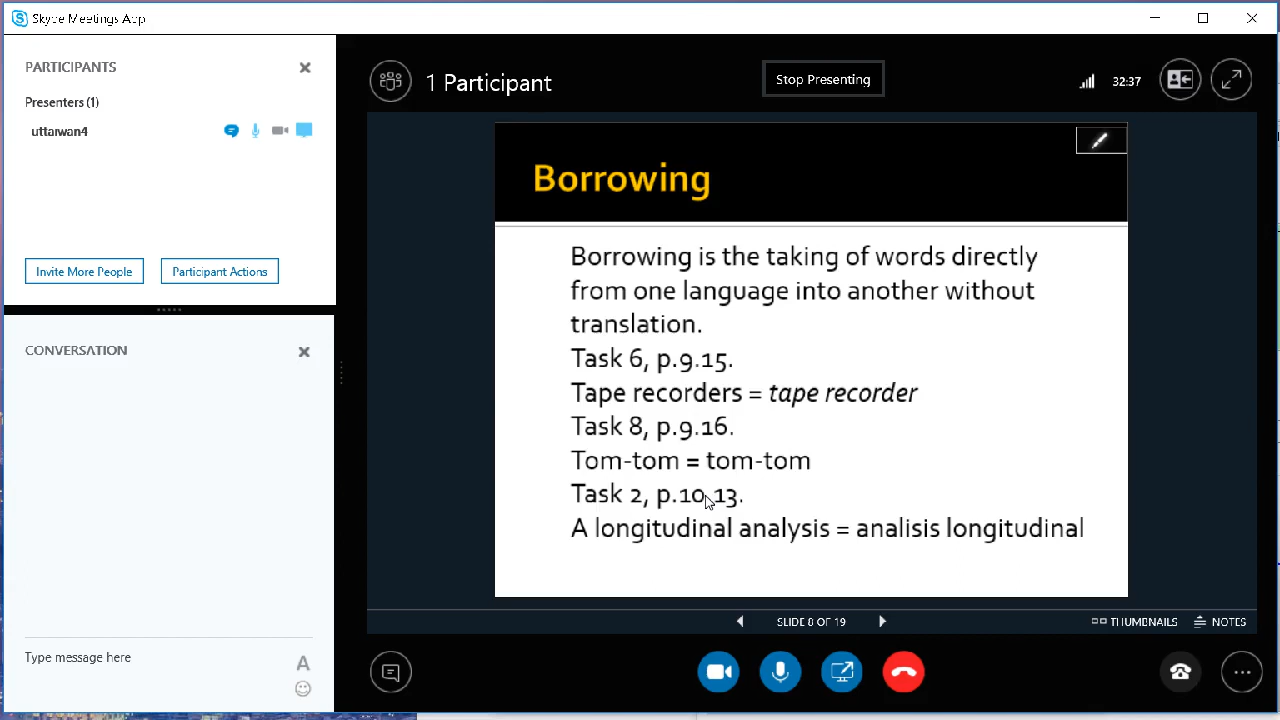 Skype Meetings App
PARTICIPANTS
Presenters (1)
uttaiwan4
Invite More People
Participant Actions
CONVERSATION
Type message here
A
1 Participant
Stop Presenting
32:37
Borrowing
Borrowing is the taking of words directly
from one language into another without
translation.
Task 6, p.9.15.
Tape recorders = tape recorder
Task 8, p.9.16.
Tom-tom = tom-tom
Task 2, p.10.13.
A longitudinal analysis = analisis longitudinal
SLIDE 8 OF 19
THUMBNAILS
NOTES